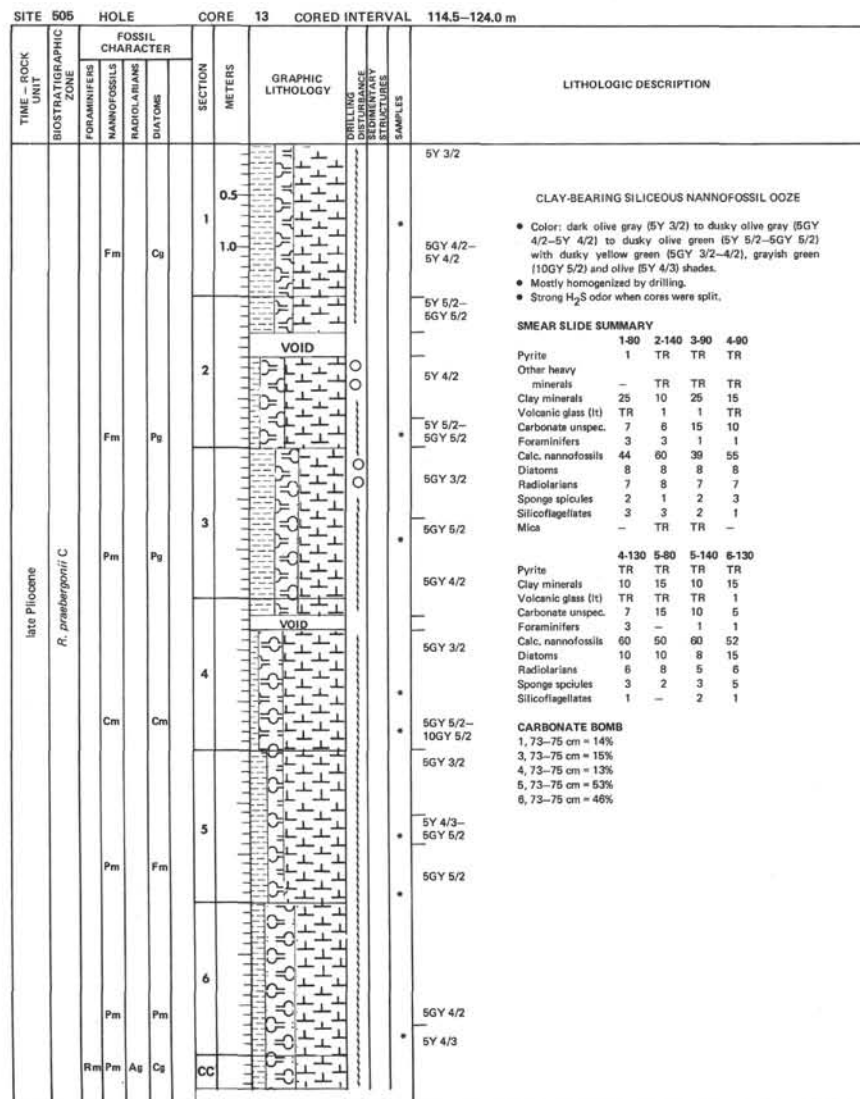 SITE 505 HOLE CORE 13 CORED INTERVAL 114.5–124.0 m
TIME – ROCK UNIT
BIOSTRATIGRAPHIC ZONE
FOSSIL CHARACTER
FORAMINIFERS
NANNOFOSSILS
RADIOLARIANS
DIATOMS
SECTION
METERS
GRAPHIC LITHOLOGY
DRILLING DISTURBANCE
SEDIMENTARY STRUCTURES
SAMPLES
LITHOLOGIC DESCRIPTION
late Pliocene
R. praebergonii C
5Y 3/2
0.5
1
1.0
Fm Cg
5GY 4/2–
5Y 4/2
5Y 5/2–
5GY 5/2
VOID
2
5Y 4/2
Fm Pg
5Y 5/2–
5GY 5/2
5GY 3/2
3
5GY 5/2
Pm Pg
5GY 4/2
VOID
5GY 3/2
4
Cm Cm
5GY 5/2–
10GY 5/2
5GY 3/2
5
5Y 4/3–
5GY 5/2
Pm Fm
5GY 5/2
6
Pm Pm
5GY 4/2
5Y 4/3
Rm Pm Ag Cg CC
CLAY-BEARING SILICEOUS NANNOFOSSIL OOZE
• Color: dark olive gray (5Y 3/2) to dusky olive gray (5GY
4/2–5Y 4/2) to dusky olive green (5Y 5/2–5GY 5/2)
with dusky yellow green (5GY 3/2–4/2), grayish green
(10GY 5/2) and olive (5Y 4/3) shades.
• Mostly homogenized by drilling.
• Strong H2S odor when cores were split.
SMEAR SLIDE SUMMARY
1-80 2-140 3-90 4-90
Pyrite 1 TR TR TR
Other heavy
minerals – TR TR TR
Clay minerals 25 10 25 15
Volcanic glass (lt) TR 1 1 TR
Carbonate unspec. 7 6 15 10
Foraminifers 3 3 1 1
Calc. nannofossils 44 60 39 55
Diatoms 8 8 8 8
Radiolarians 7 8 7 7
Sponge spicules 2 1 2 3
Silicoflagellates 3 3 2 1
Mica – TR TR –
4-130 5-80 5-140 6-130
Pyrite TR TR TR TR
Clay minerals 10 15 10 15
Volcanic glass (lt) TR TR TR 1
Carbonate unspec. 7 15 10 5
Foraminifers 3 – 1 1
Calc. nannofossils 60 50 60 52
Diatoms 10 10 8 15
Radiolarians 6 8 5 6
Sponge spciules 3 2 3 5
Silicoflagellates 1 – 2 1
CARBONATE BOMB
1, 73–75 cm = 14%
3, 73–75 cm = 15%
4, 73–75 cm = 13%
5, 73–75 cm = 53%
6, 73–75 cm = 46%